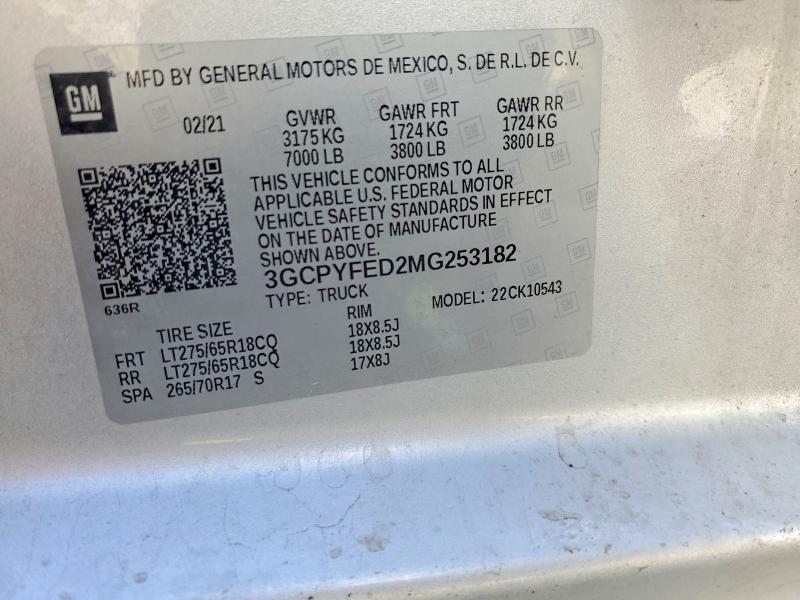 GM
MFD BY GENERAL MOTORS DE MEXICO, S. DE R.L. DE C.V.
02/21
GVWR GAWR FRT GAWR RR
3175 KG 1724 KG 1724 KG
7000 LB 3800 LB 3800 LB
THIS VEHICLE CONFORMS TO ALL
APPLICABLE U.S. FEDERAL MOTOR
VEHICLE SAFETY STANDARDS IN EFFECT
ON THE DATE OF MANUFACTURE
SHOWN ABOVE.
3GCPYFED2MG253182
TYPE: TRUCK MODEL: 22CK10543
636R
TIRE SIZE RIM
FRT LT275/65R18CQ 18X8.5J
RR LT275/65R18CQ 18X8.5J
SPA 265/70R17 S 17X8J